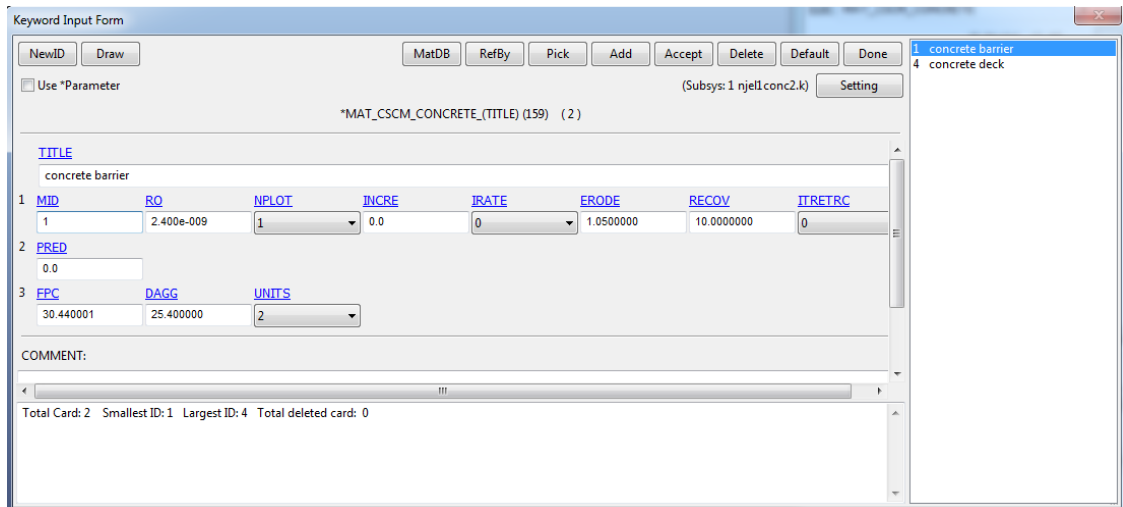 Keyword Input Form
NewID Draw MatDB RefBy Pick Add Accept Delete Default Done
Use *Parameter (Subsys: 1 njel1conc2.k) Setting
*MAT_CSCM_CONCRETE_(TITLE) (159) (2)
TITLE
concrete barrier
1 MID RO NPLOT INCRE IRATE ERODE RECOV ITRETRC
1 2.400e-009 1 0.0 0 1.0500000 10.0000000 0
2 PRED
0.0
3 FPC DAGG UNITS
30.440001 25.400000 2
COMMENT:
Total Card: 2 Smallest ID: 1 Largest ID: 4 Total deleted card: 0
1 concrete barrier
4 concrete deck